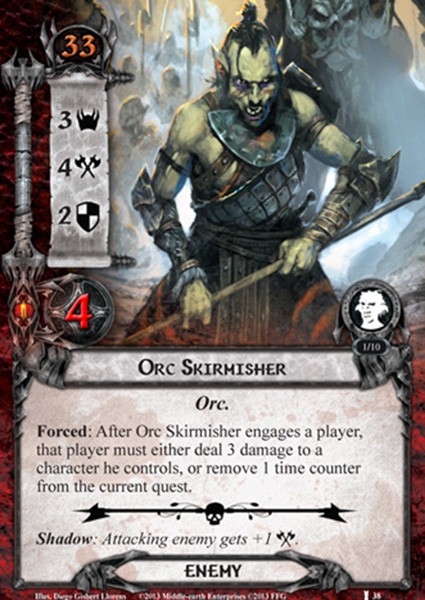 33
3
4
2
4
1/10
Orc Skirmisher
Orc.
Forced: After Orc Skirmisher engages a player,
that player must either deal 3 damage to a
character he controls, or remove 1 time counter
from the current quest.
Shadow: Attacking enemy gets +1 .
ENEMY
Illus. Diego Gisbert Llorens ©2013 Middle-earth Enterprises ©2013 FFG 38